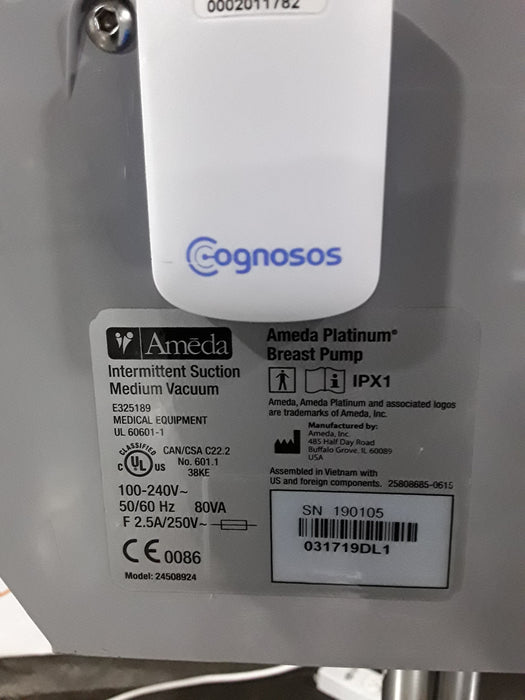 0002011782
Cognosos
Amēda
Intermittent Suction
Medium Vacuum
E325189
MEDICAL EQUIPMENT
UL 60601-1
CLASSIFIED
C UL US
CAN/CSA C22.2
No. 601.1
38KE
100-240V~
50/60 Hz 80VA
F 2.5A/250V~
CE 0086
Model: 24508924
Ameda Platinum®
Breast Pump
i IPX1
Ameda, Ameda Platinum and associated logos
are trademarks of Ameda, Inc.
Manufactured by:
Ameda, Inc.
485 Half Day Road
Buffalo Grove, IL 60089
USA
Assembled in Vietnam with
US and foreign components. 25808685-0615
SN 190105
031719DL1